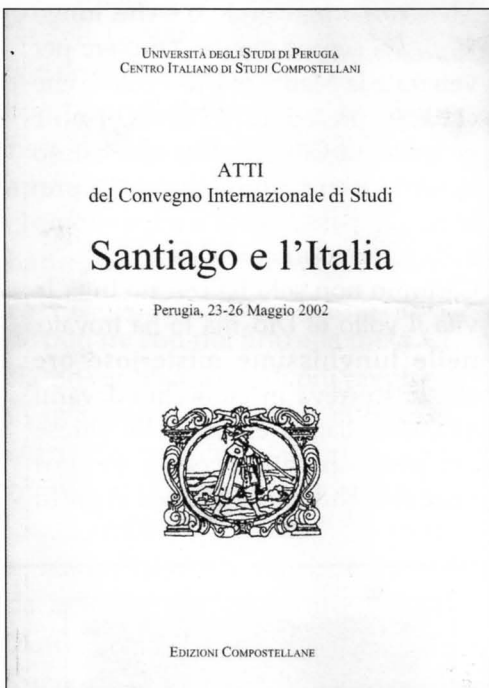 UNIVERSITÀ DEGLI STUDI DI PERUGIA
CENTRO ITALIANO DI STUDI COMPOSTELLANI
ATTI
del Convegno Internazionale di Studi
Santiago e l'Italia
Perugia, 23-26 Maggio 2002
EDIZIONI COMPOSTELLANE